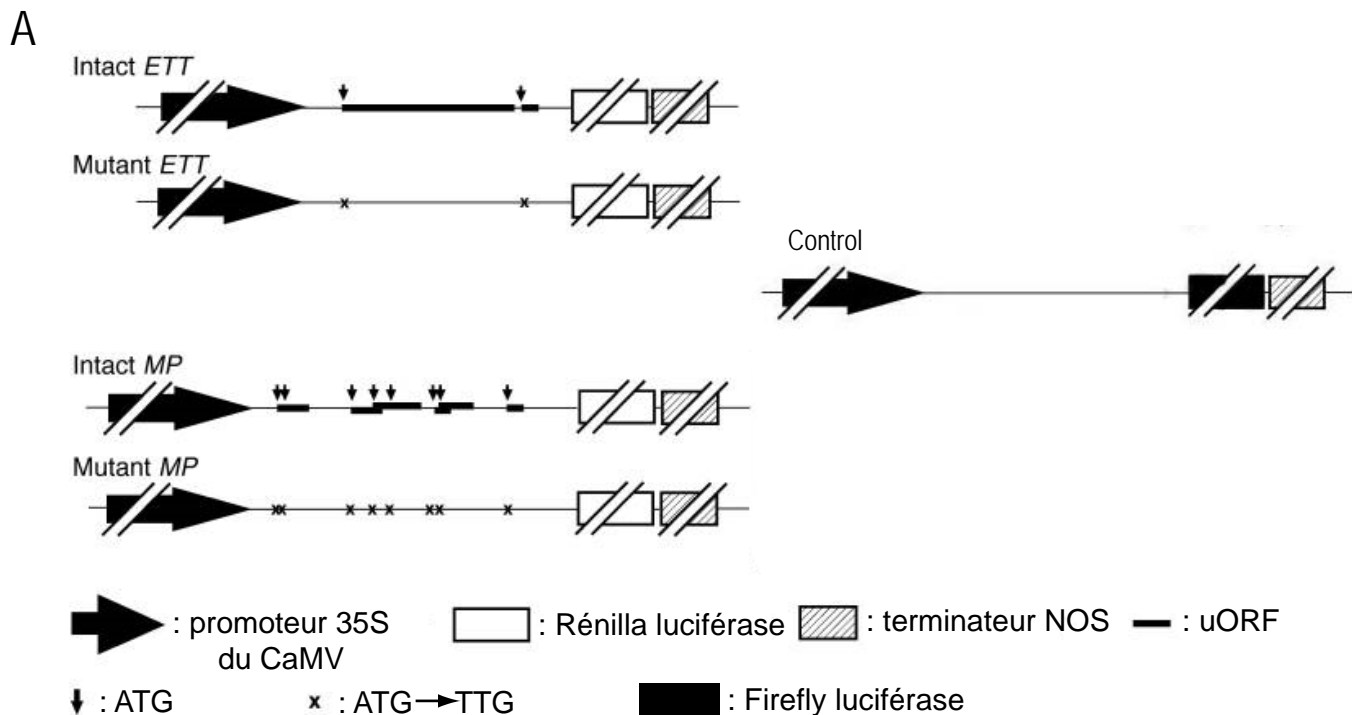 A
Intact ETT
Mutant ETT
Control
Intact MP
Mutant MP
: promoteur 35S
du CaMV
: Rénilla luciférase
: terminateur NOS
: uORF
: ATG
x : ATG→TTG
: Firefly luciférase